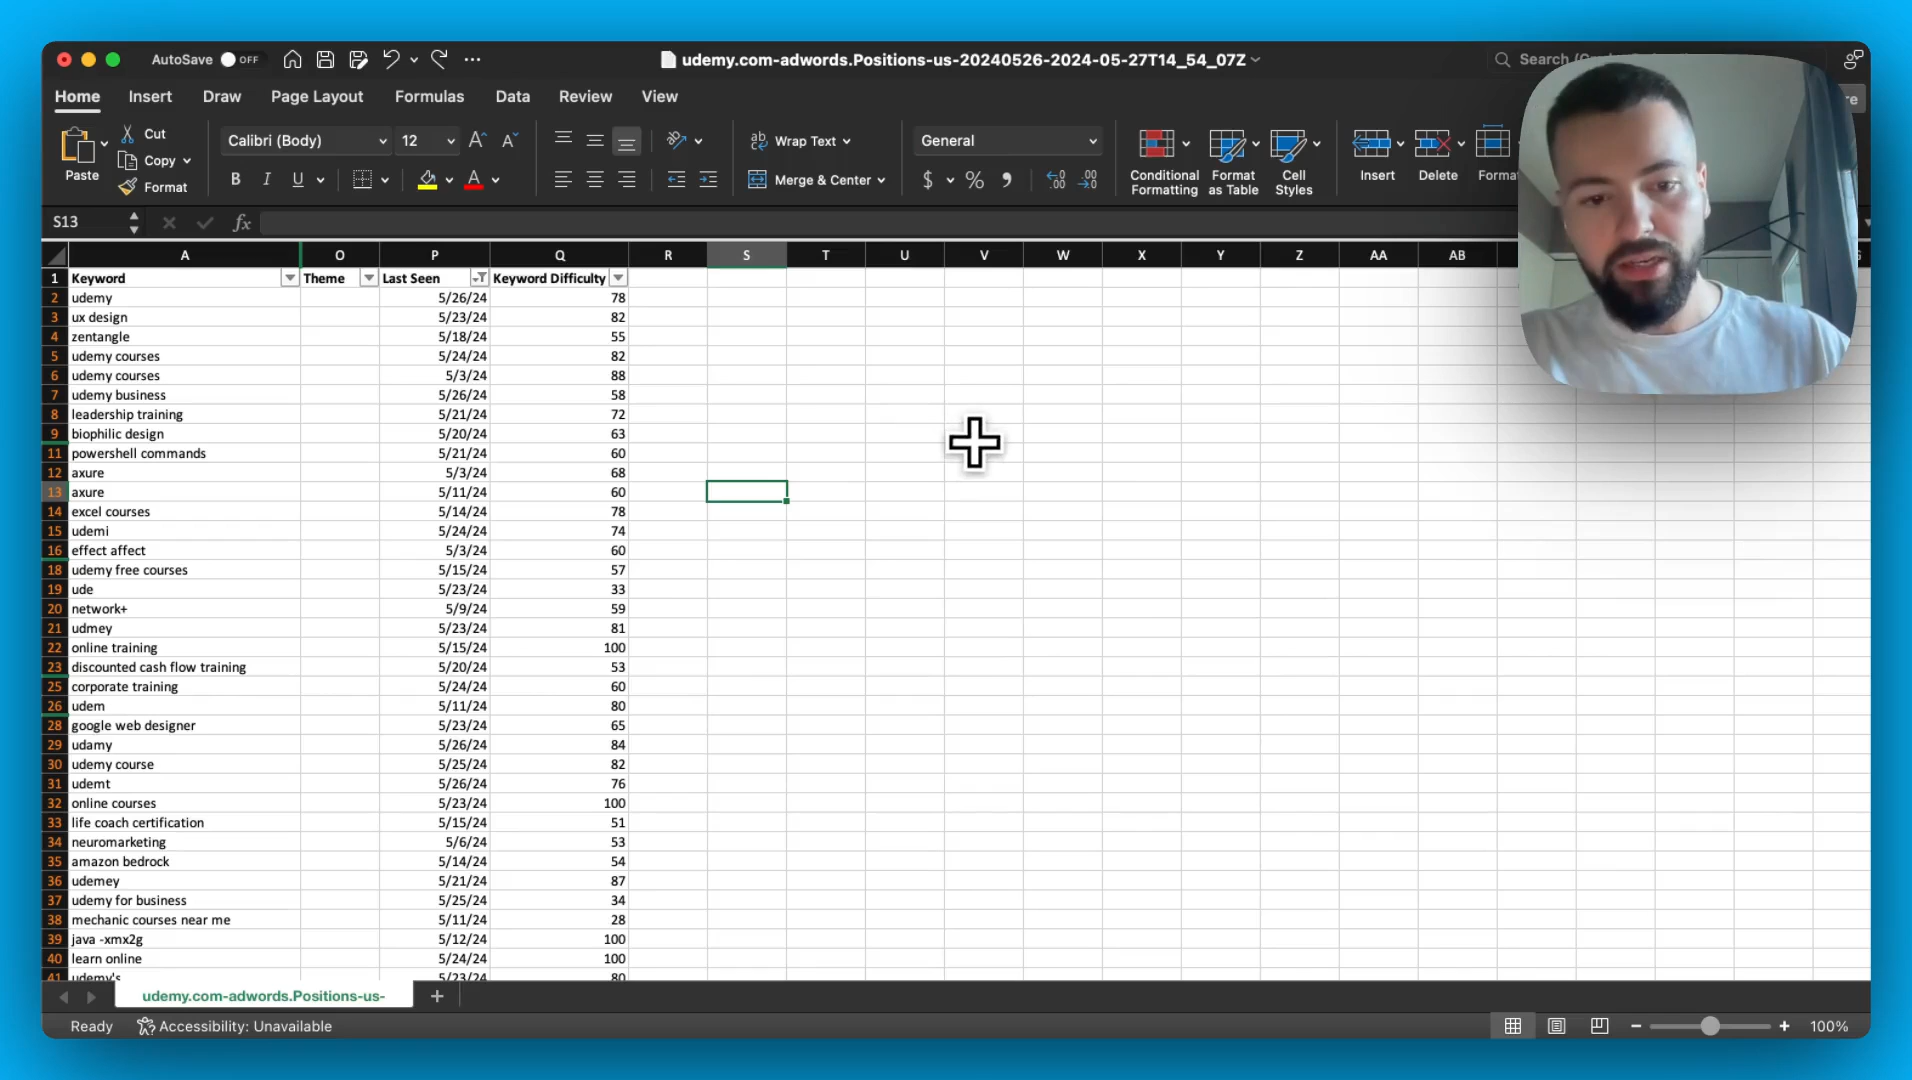 AutoSave OFF
udemy.com-adwords.Positions-us-20240526-2024-05-27T14_54_07Z
Search
Home Insert Draw Page Layout Formulas Data Review View
Paste Cut Copy Format
Calibri (Body) 12 A A
B I U A
ab Wrap Text
Merge & Center
General
$ % 9 .00 .00
Conditional Formatting
Format as Table
Cell Styles
Insert Delete Format
S13 fx
A O P Q R S T U V W X Y Z AA AB
1 Keyword Theme Last Seen Keyword Difficulty
2 udemy 5/26/24 78
3 ux design 5/23/24 82
4 zentangle 5/18/24 55
5 udemy courses 5/24/24 82
6 udemy courses 5/3/24 88
7 udemy business 5/26/24 58
8 leadership training 5/21/24 72
9 biophilic design 5/20/24 63
11 powershell commands 5/21/24 60
12 axure 5/3/24 68
13 axure 5/11/24 60
14 excel courses 5/14/24 78
15 udemi 5/24/24 74
16 effect affect 5/3/24 60
18 udemy free courses 5/15/24 57
19 ude 5/23/24 33
20 network+ 5/9/24 59
21 udmey 5/23/24 81
22 online training 5/15/24 100
23 discounted cash flow training 5/20/24 53
25 corporate training 5/24/24 60
26 udem 5/11/24 80
28 google web designer 5/23/24 65
29 udamy 5/26/24 84
30 udemy course 5/25/24 82
31 udemt 5/26/24 76
32 online courses 5/23/24 100
33 life coach certification 5/15/24 51
34 neuromarketing 5/6/24 53
35 amazon bedrock 5/14/24 54
36 udemey 5/21/24 87
37 udemy for business 5/25/24 34
38 mechanic courses near me 5/11/24 28
39 java -xmx2g 5/12/24 100
40 learn online 5/24/24 100
41 udemy's 5/23/24 80
udemy.com-adwords.Positions-us- +
Ready Accessibility: Unavailable 100%